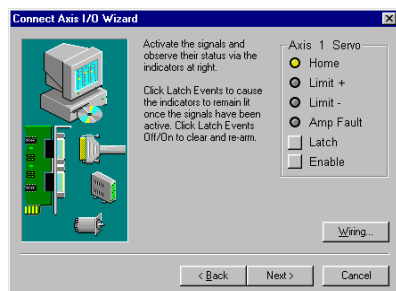 Connect Axis I/O Wizard
Activate the signals and
observe their status via the
indicators at right.
Click Latch Events to cause
the indicators to remain lit
once the signals have been
active. Click Latch Events
Off/On to clear and re-arm.
Axis 1 Servo
Home
Limit +
Limit -
Amp Fault
Latch
Enable
Wiring...
< Back
Next >
Cancel